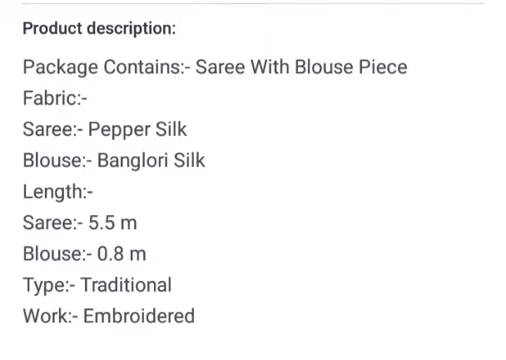 Product description:
Package Contains:- Saree With Blouse Piece
Fabric:-
Saree:- Pepper Silk
Blouse:- Banglori Silk
Length:-
Saree:- 5.5 m
Blouse:- 0.8 m
Type:- Traditional
Work:- Embroidered